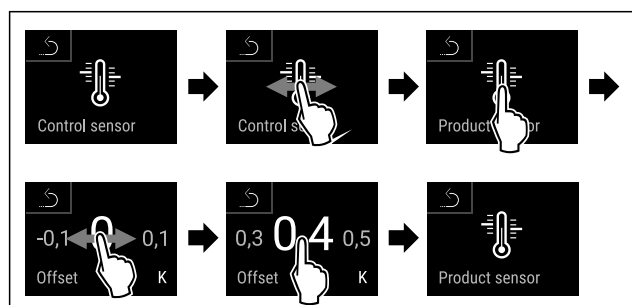 Control sensor
Control
Product
-0,1 0 0,1
Offset K
0,3 0 4 0,5
Offset K
Product sensor